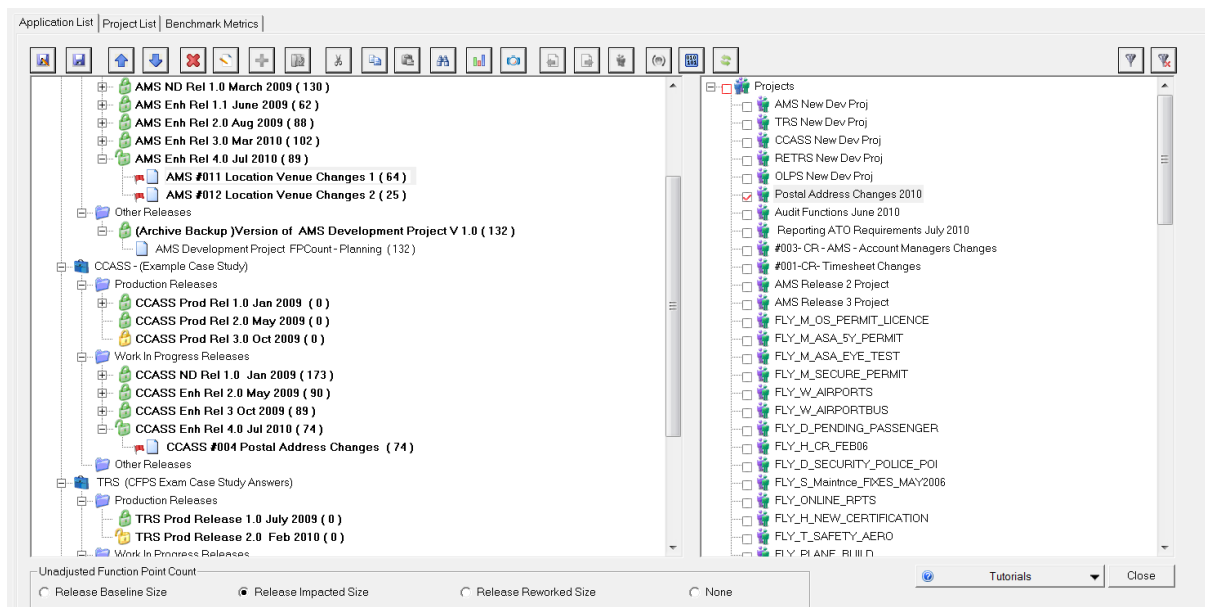 Application List Project List Benchmark Metrics
AMS ND Rel 1.0 March 2009 ( 130 )
AMS Enh Rel 1.1 June 2009 ( 62 )
AMS Enh Rel 2.0 Aug 2009 ( 88 )
AMS Enh Rel 3.0 Mar 2010 ( 102 )
AMS Enh Rel 4.0 Jul 2010 ( 89 )
AMS #011 Location Venue Changes 1 ( 64 )
AMS #012 Location Venue Changes 2 ( 25 )
Other Releases
(Archive Backup )Version of AMS Development Project V 1.0 ( 132 )
AMS Development Project FPCount - Planning ( 132 )
CCASS - (Example Case Study)
Production Releases
CCASS Prod Rel 1.0 Jan 2009 ( 0 )
CCASS Prod Rel 2.0 May 2009 ( 0 )
CCASS Prod Rel 3.0 Oct 2009 ( 0 )
Work In Progress Releases
CCASS ND Rel 1.0 Jan 2009 ( 173 )
CCASS Enh Rel 2.0 May 2009 ( 90 )
CCASS Enh Rel 3 Oct 2009 ( 89 )
CCASS Enh Rel 4.0 Jul 2010 ( 74 )
CCASS #004 Postal Address Changes ( 74 )
Other Releases
TRS (CFPS Exam Case Study Answers)
Production Releases
TRS Prod Release 1.0 July 2009 ( 0 )
TRS Prod Release 2.0 Feb 2010 ( 0 )
Work In Progress Releases
Projects
AMS New Dev Proj
TRS New Dev Proj
CCASS New Dev Proj
RETRS New Dev Proj
OLPS New Dev Proj
Postal Address Changes 2010
Audit Functions June 2010
Reporting ATO Requirements July 2010
#003- CR - AMS - Account Managers Changes
#001-CR- Timesheet Changes
AMS Release 2 Project
AMS Release 3 Project
FLY_M_OS_PERMIT_LICENCE
FLY_M_ASA_5Y_PERMIT
FLY_M_ASA_EYE_TEST
FLY_M_SECURE_PERMIT
FLY_W_AIRPORTS
FLY_W_AIRPORTBUS
FLY_D_PENDING_PASSENGER
FLY_H_CR_FEB06
FLY_D_SECURITY_POLICE_POI
FLY_S_Maintnce_FIXES_MAY2006
FLY_ONLINE_RPTS
FLY_H_NEW_CERTIFICATION
FLY_T_SAFETY_AERO
FLY_PLANE_BUILD
Unadjusted Function Point Count
Release Baseline Size Release Impacted Size Release Reworked Size None
Tutorials Close